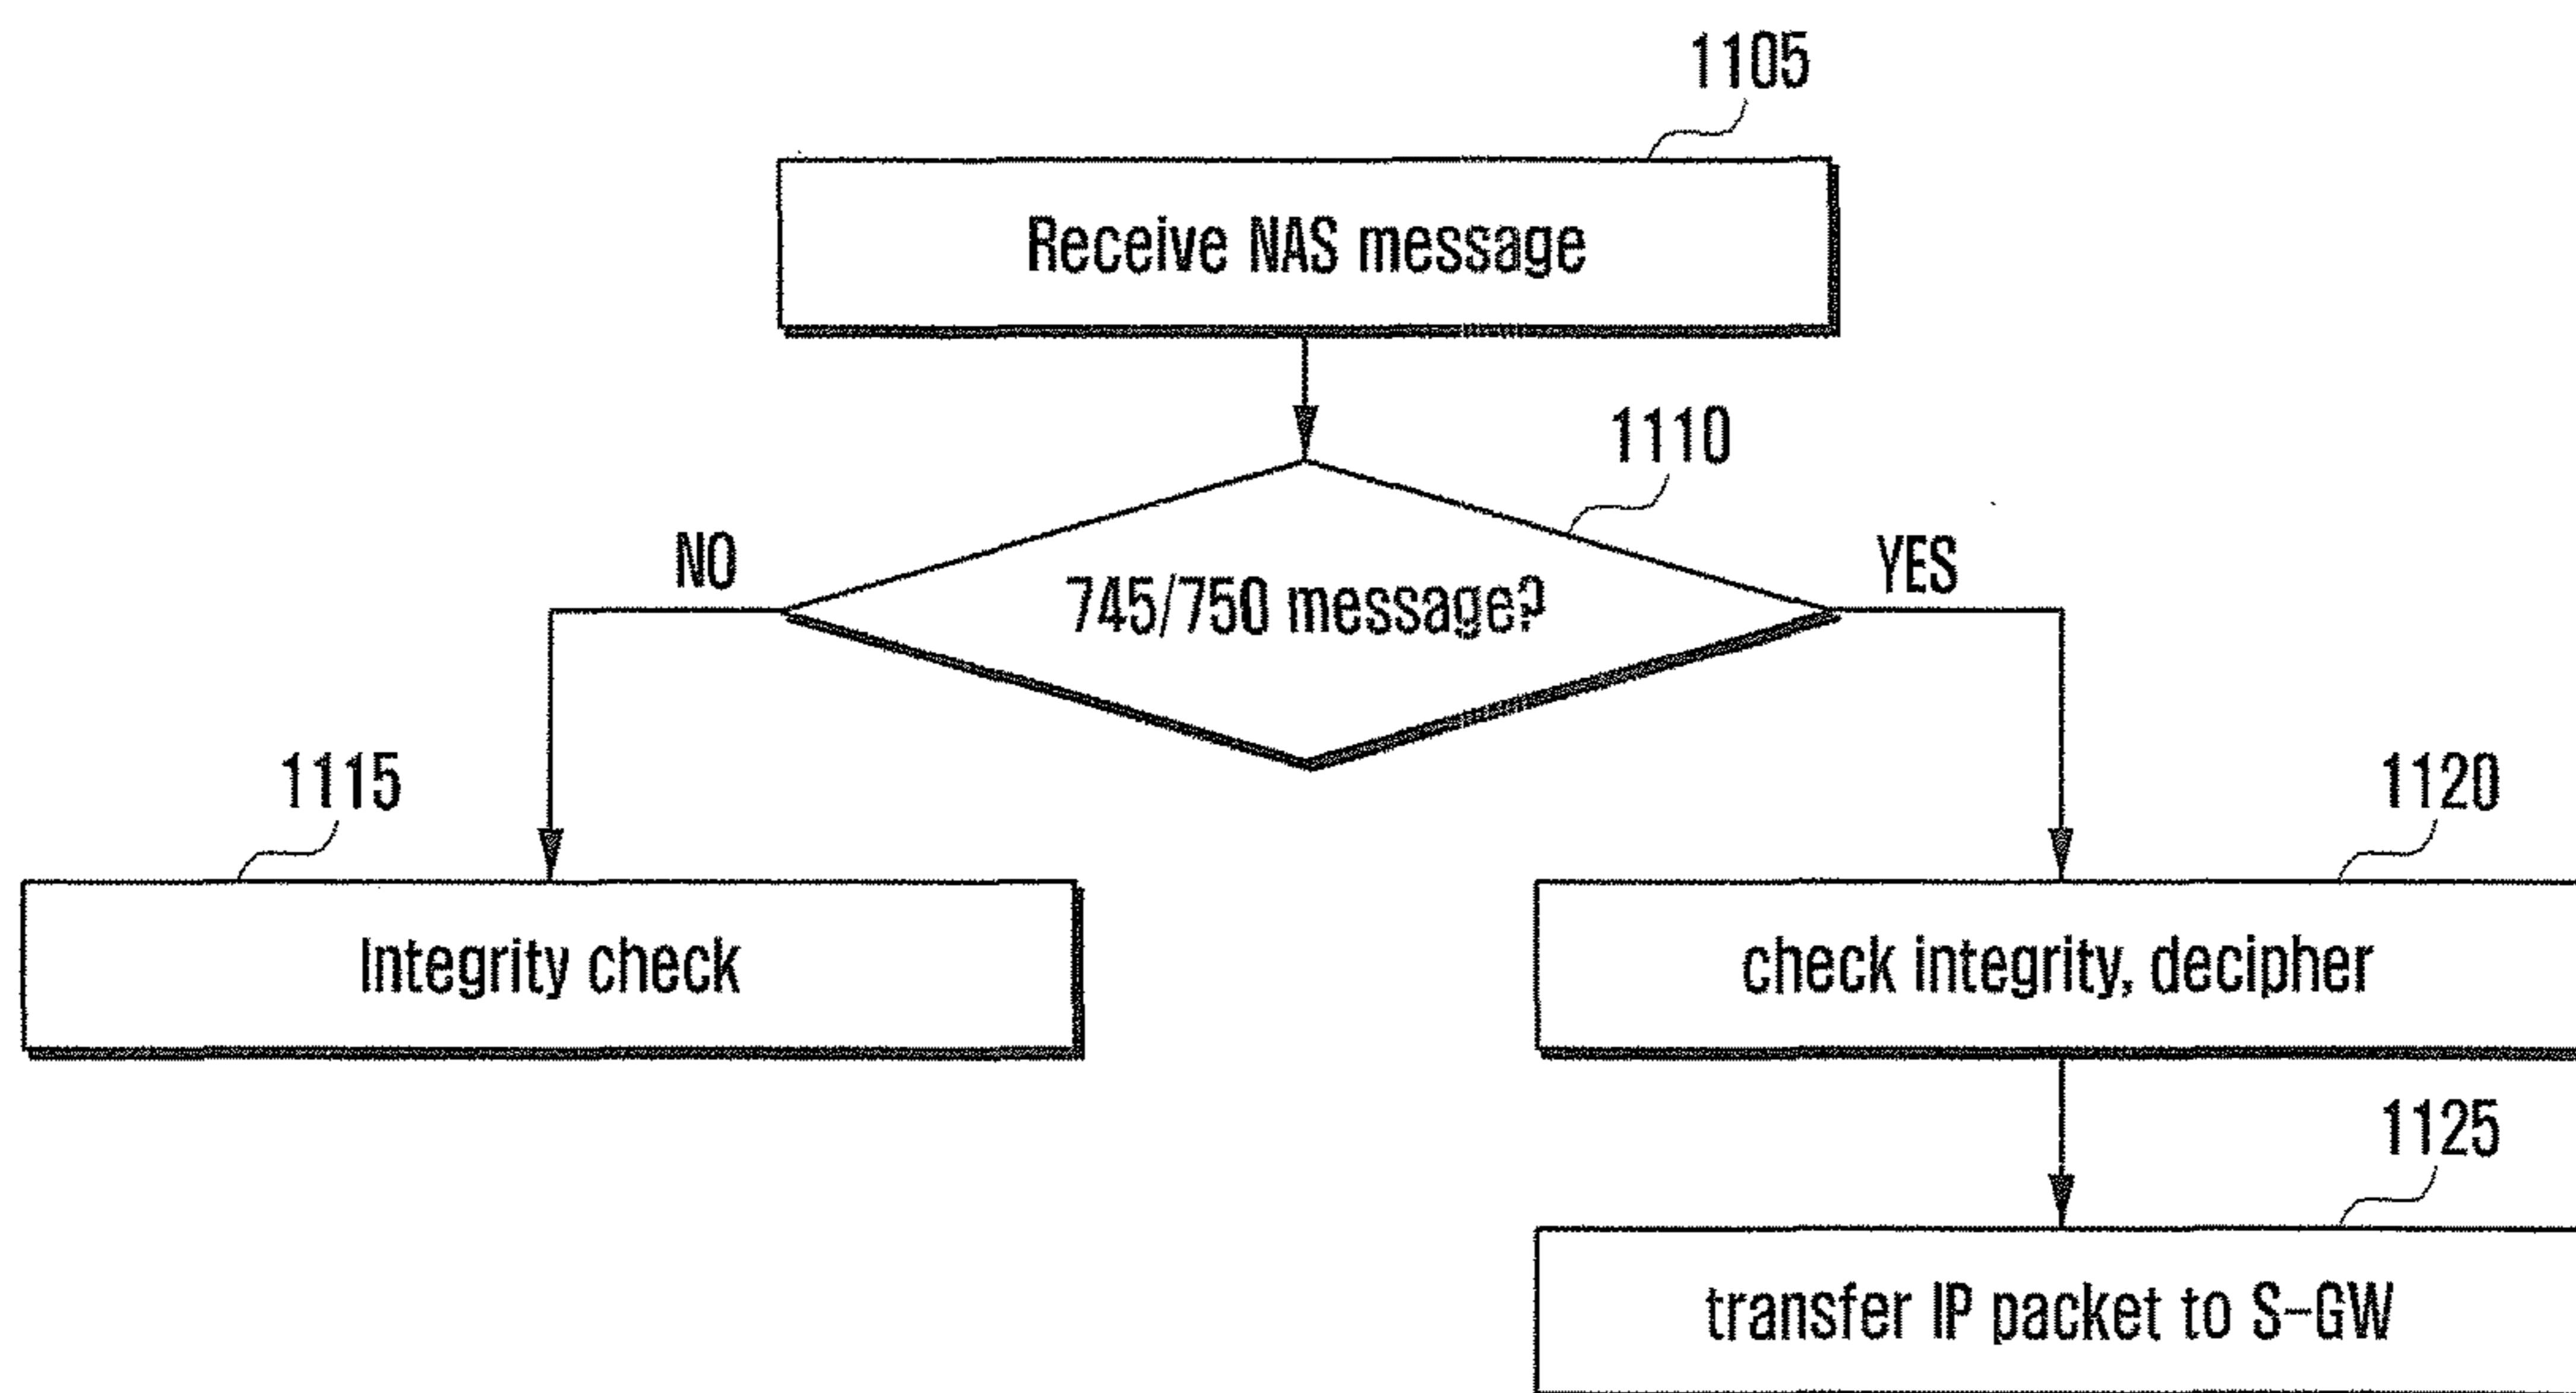 1105
Receive NAS message
1110
NO
745/750 message?
YES
1115
1120
Integrity check
check integrity, decipher
1125
transfer IP packet to S-GW